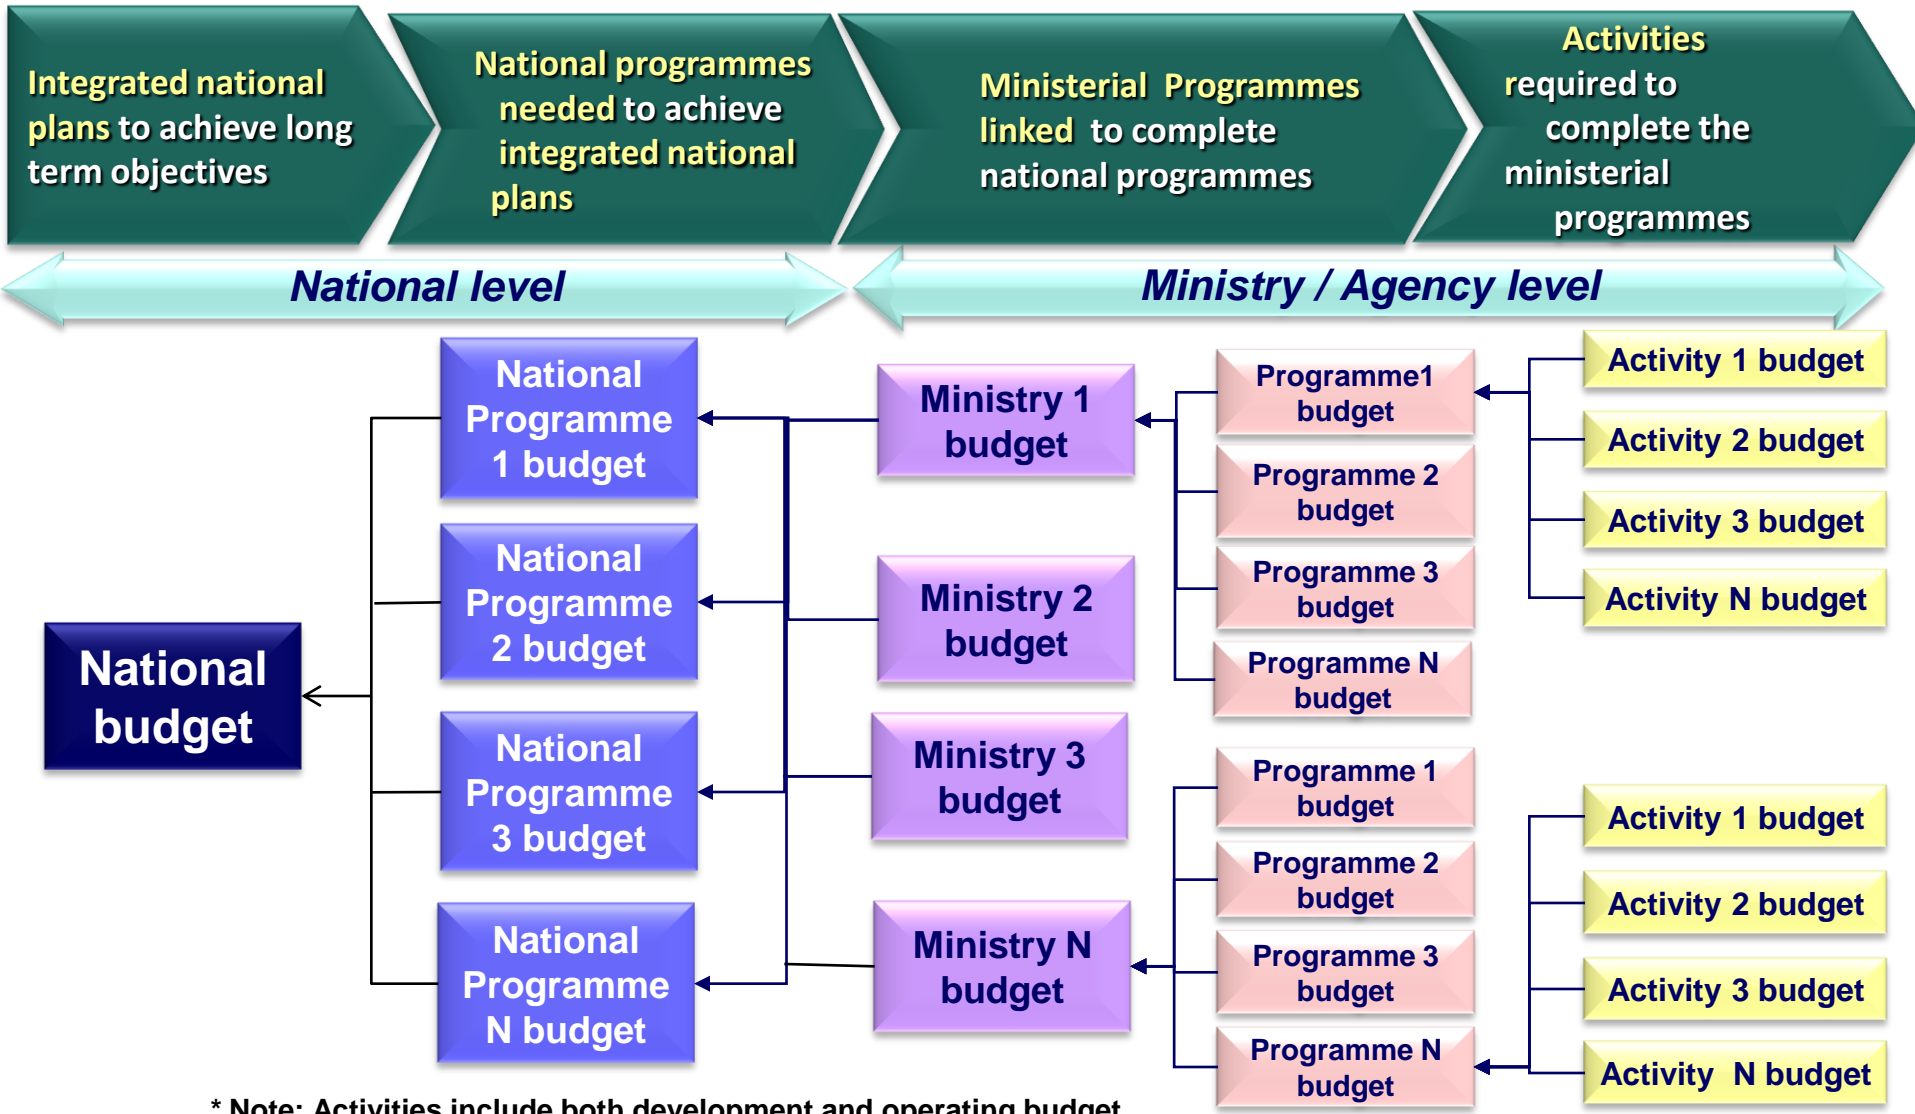 Integrated national
plans to achieve long
term objectives
National programmes
needed to achieve
integrated national
plans
Ministerial Programmes
linked to complete
national programmes
Activities
required to
complete the
ministerial
programmes
National level
Ministry / Agency level
National
budget
National
Programme
1 budget
National
Programme
2 budget
National
Programme
3 budget
National
Programme
N budget
Ministry 1
budget
Ministry 2
budget
Ministry 3
budget
Ministry N
budget
Programme1
budget
Programme 2
budget
Programme 3
budget
Programme N
budget
Programme 1
budget
Programme 2
budget
Programme 3
budget
Programme N
budget
Activity 1 budget
Activity 2 budget
Activity 3 budget
Activity N budget
Activity 1 budget
Activity 2 budget
Activity 3 budget
Activity N budget
* Note: Activities include both development and operating budget